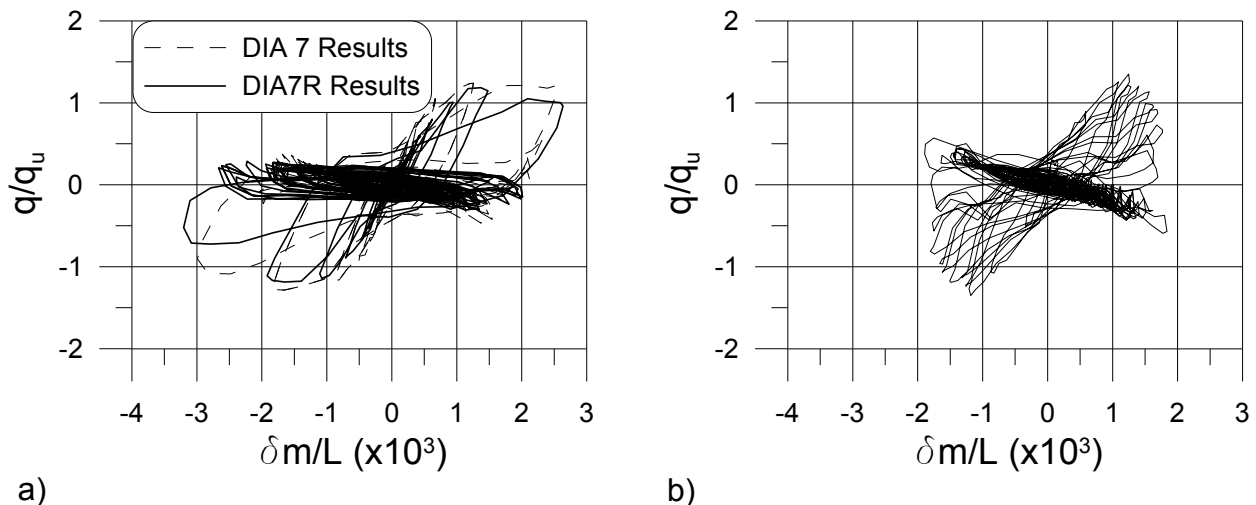 2
1
0
-1
-2
q/qu
DIA 7 Results
DIA7R Results
-4 -3 -2 -1 0 1 2 3
δm/L (x10³)
a)
2
1
0
-1
-2
q/qu
-4 -3 -2 -1 0 1 2 3
δm/L (x10³)
b)